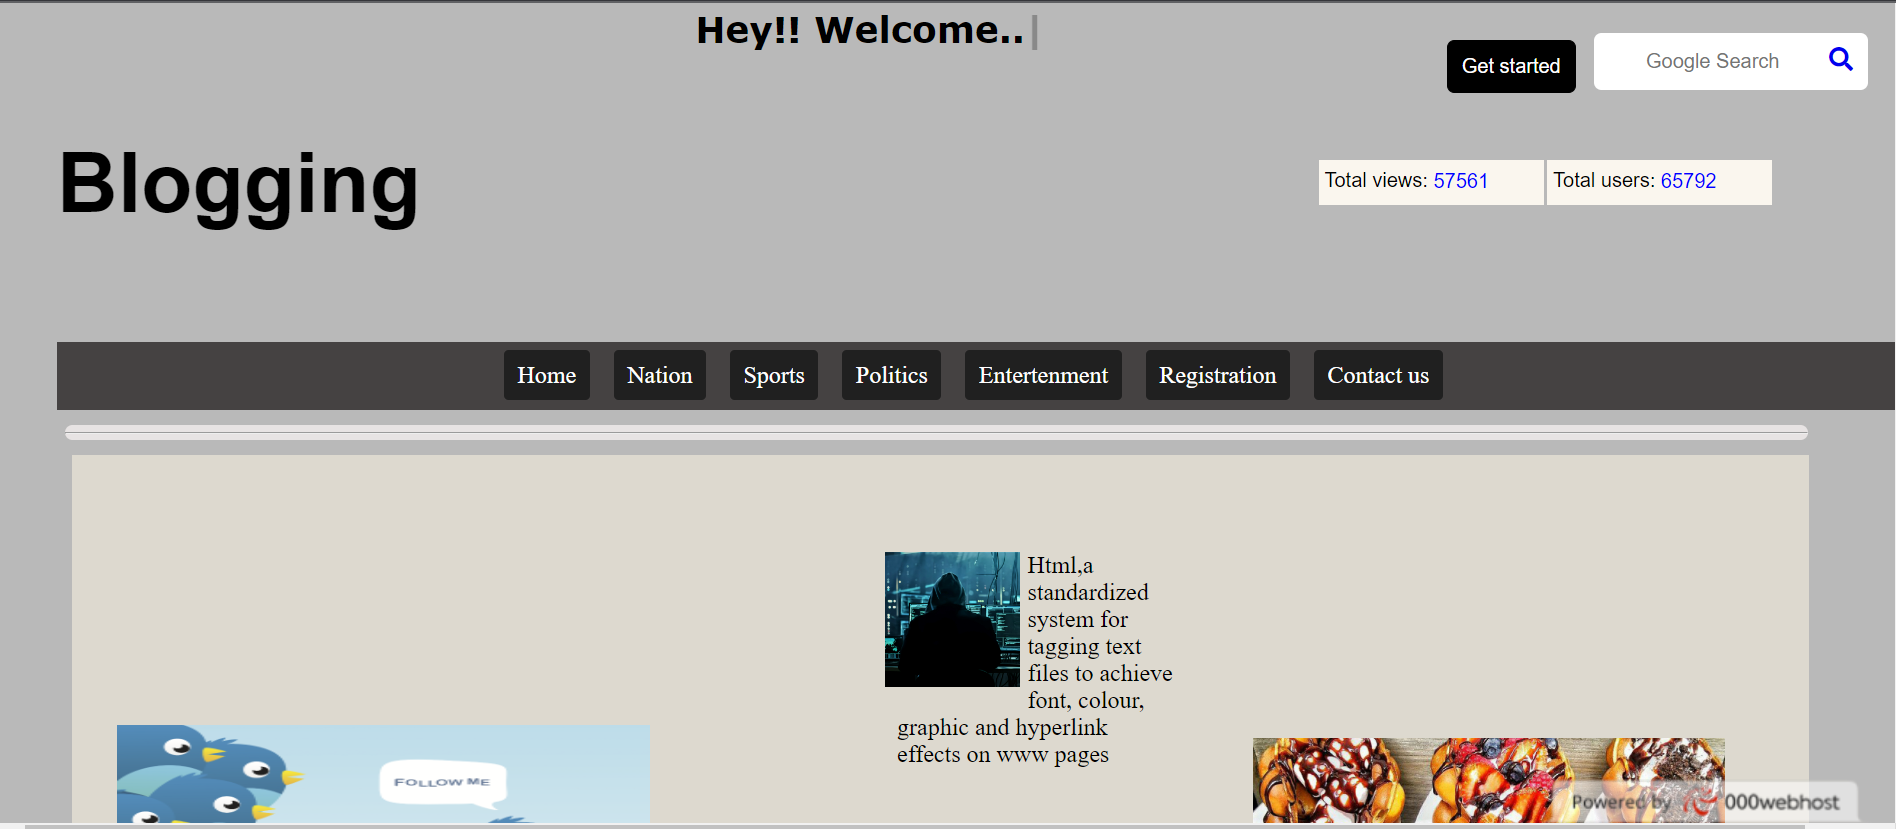 Hey!! Welcome..|
Get started
Google Search
Blogging
Total views: 57561
Total users: 65792
Home Nation Sports Politics Entertenment Registration Contact us
Html,a
standardized
system for
tagging text
files to achieve
font, colour,
graphic and hyperlink
effects on www pages
FOLLOW ME
Powered by 000webhost